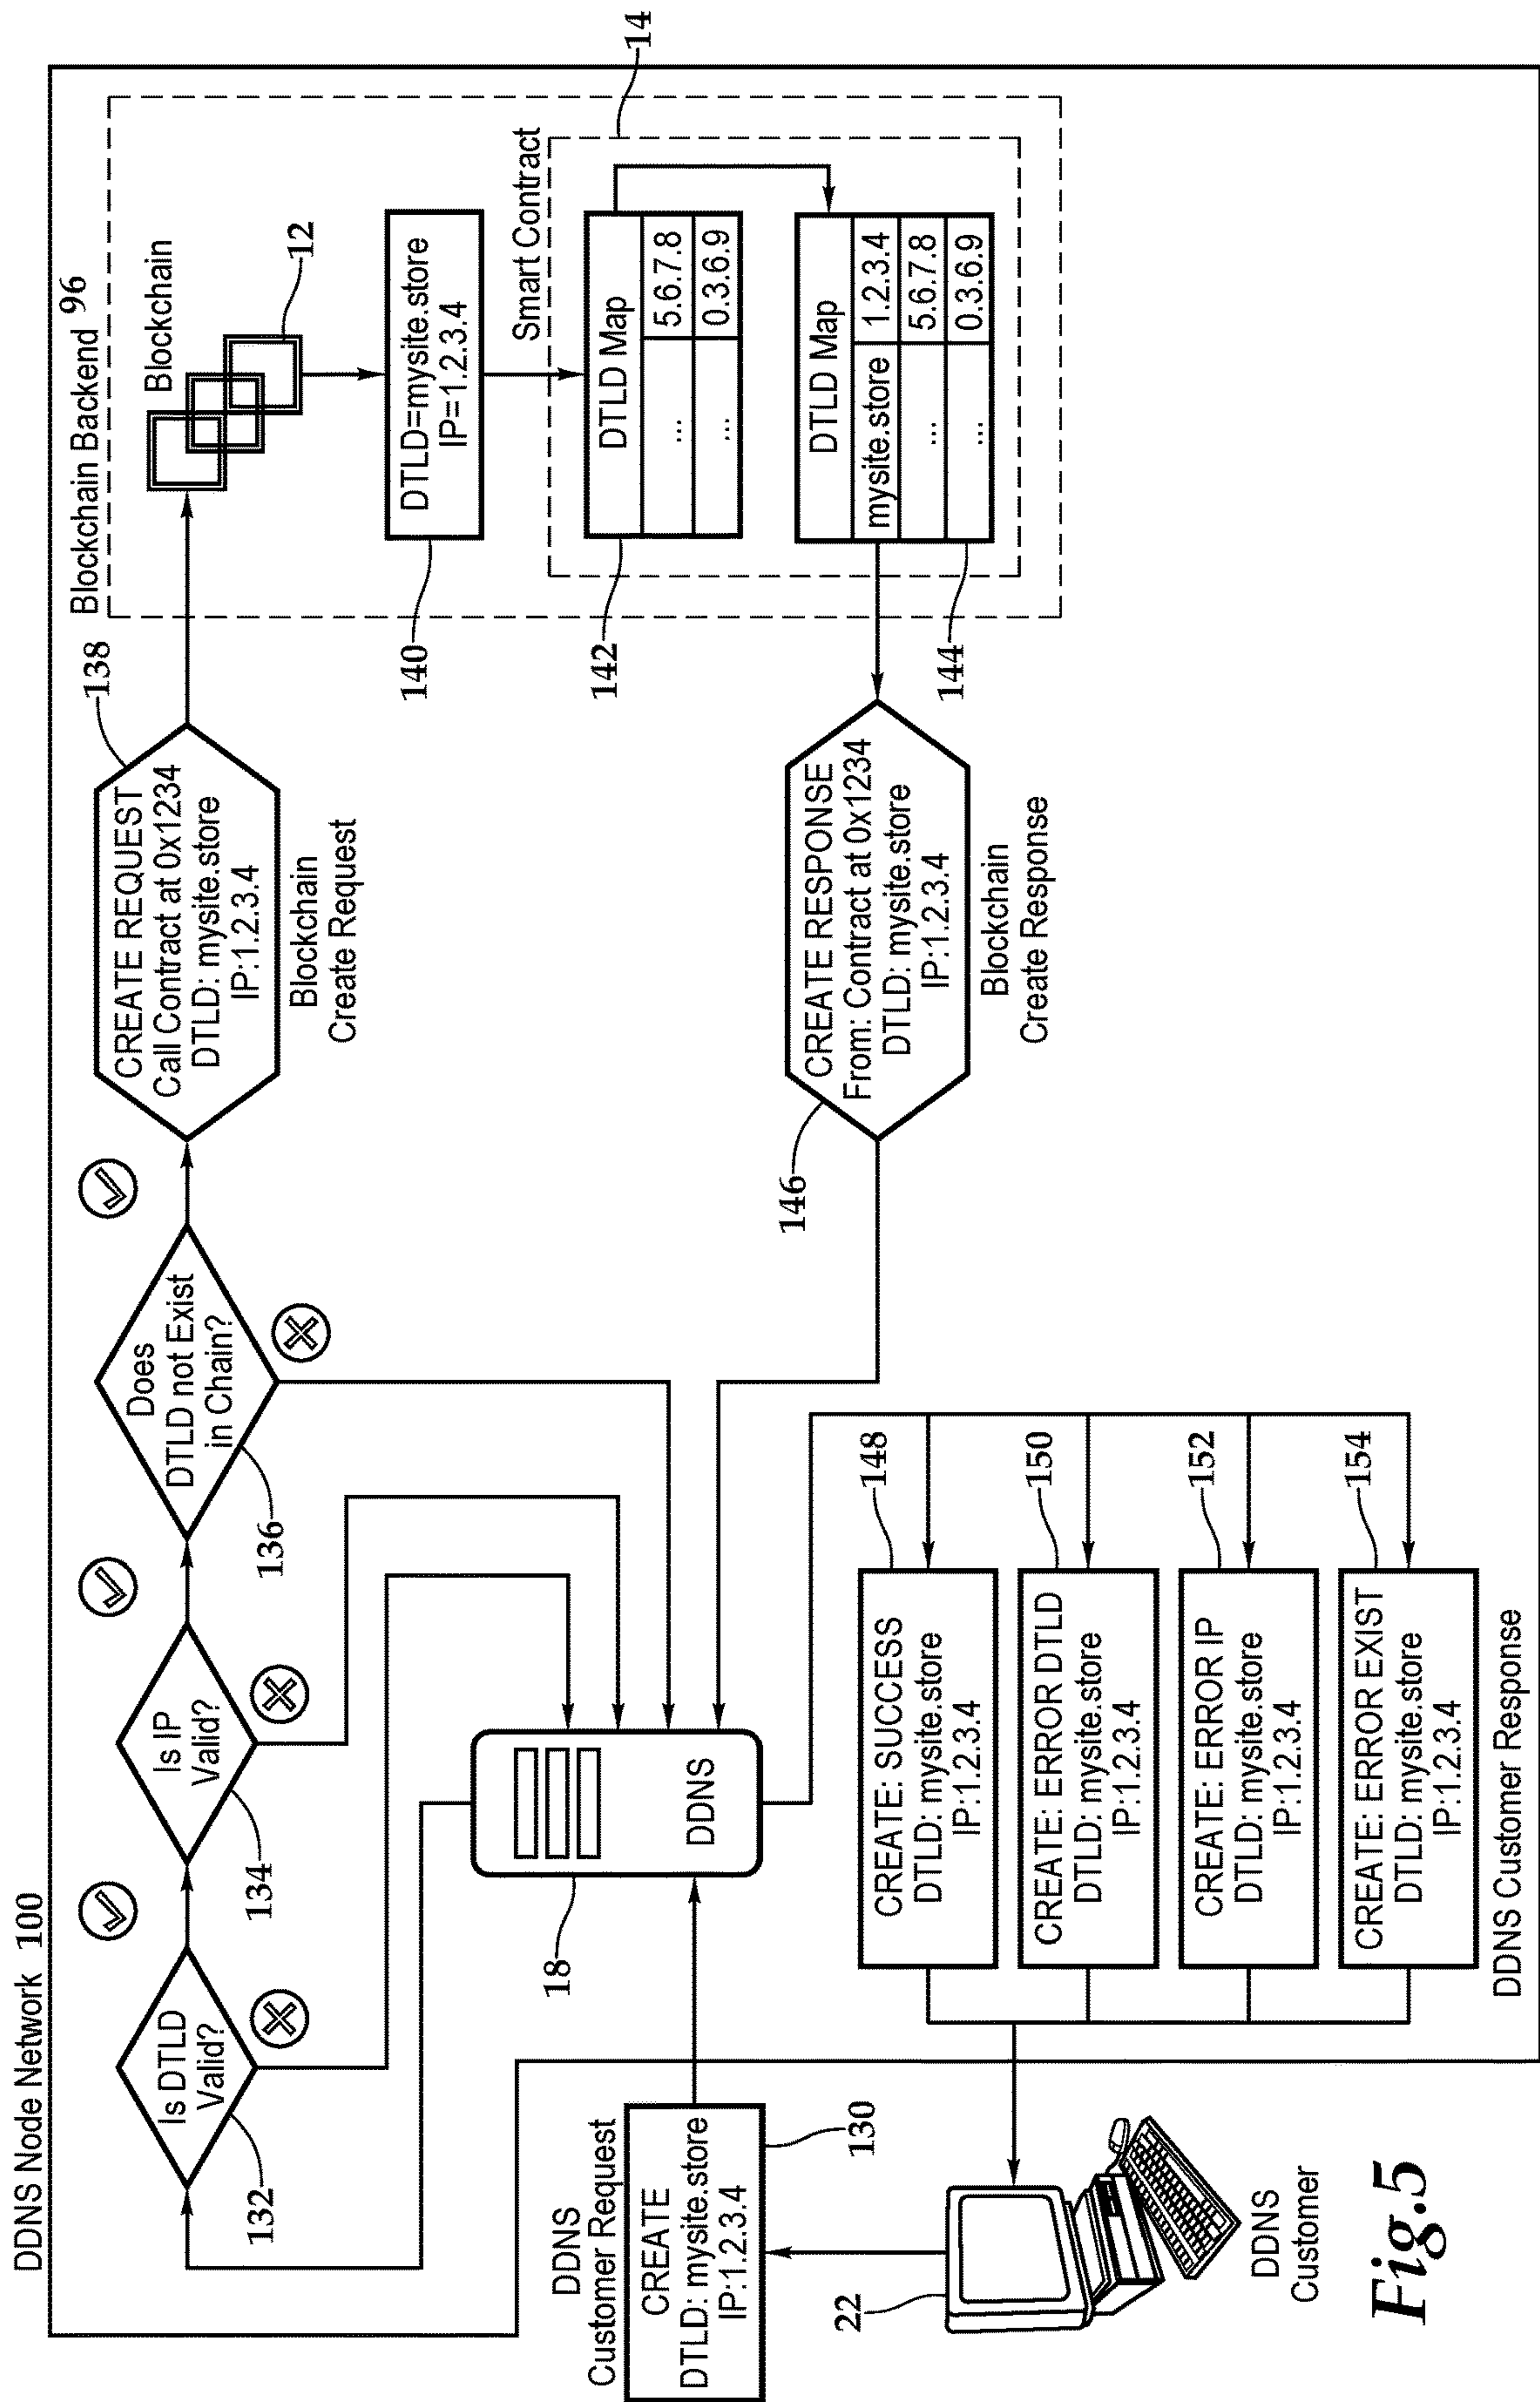 DDNS Node Network 100
Blockchain Backend 96
Is DTLD
Valid?
132
Is IP
Valid?
134
Does
DTLD not Exist
in Chain?
136
CREATE REQUEST
Call Contract at 0x1234
DTLD: mysite.store
IP:1.2.3.4
138
Blockchain
Create Request
Blockchain
12
DTLD=mysite.store
IP=1.2.3.4
140
Smart Contract
14
DTLD Map
... 5.6.7.8
... 0.3.6.9
142
DTLD Map
mysite.store 1.2.3.4
... 5.6.7.8
... 0.3.6.9
144
CREATE RESPONSE
From: Contract at 0x1234
DTLD: mysite.store
IP:1.2.3.4
146
Blockchain
Create Response
DDNS
18
DDNS
Customer Request
CREATE
DTLD: mysite.store
IP:1.2.3.4
130
22
DDNS
Customer
CREATE: SUCCESS
DTLD: mysite.store
IP:1.2.3.4
148
CREATE: ERROR DTLD
DTLD: mysite.store
IP:1.2.3.4
150
CREATE: ERROR IP
DTLD: mysite.store
IP:1.2.3.4
152
CREATE: ERROR EXIST
DTLD: mysite.store
IP:1.2.3.4
154
DDNS Customer Response
Fig.5